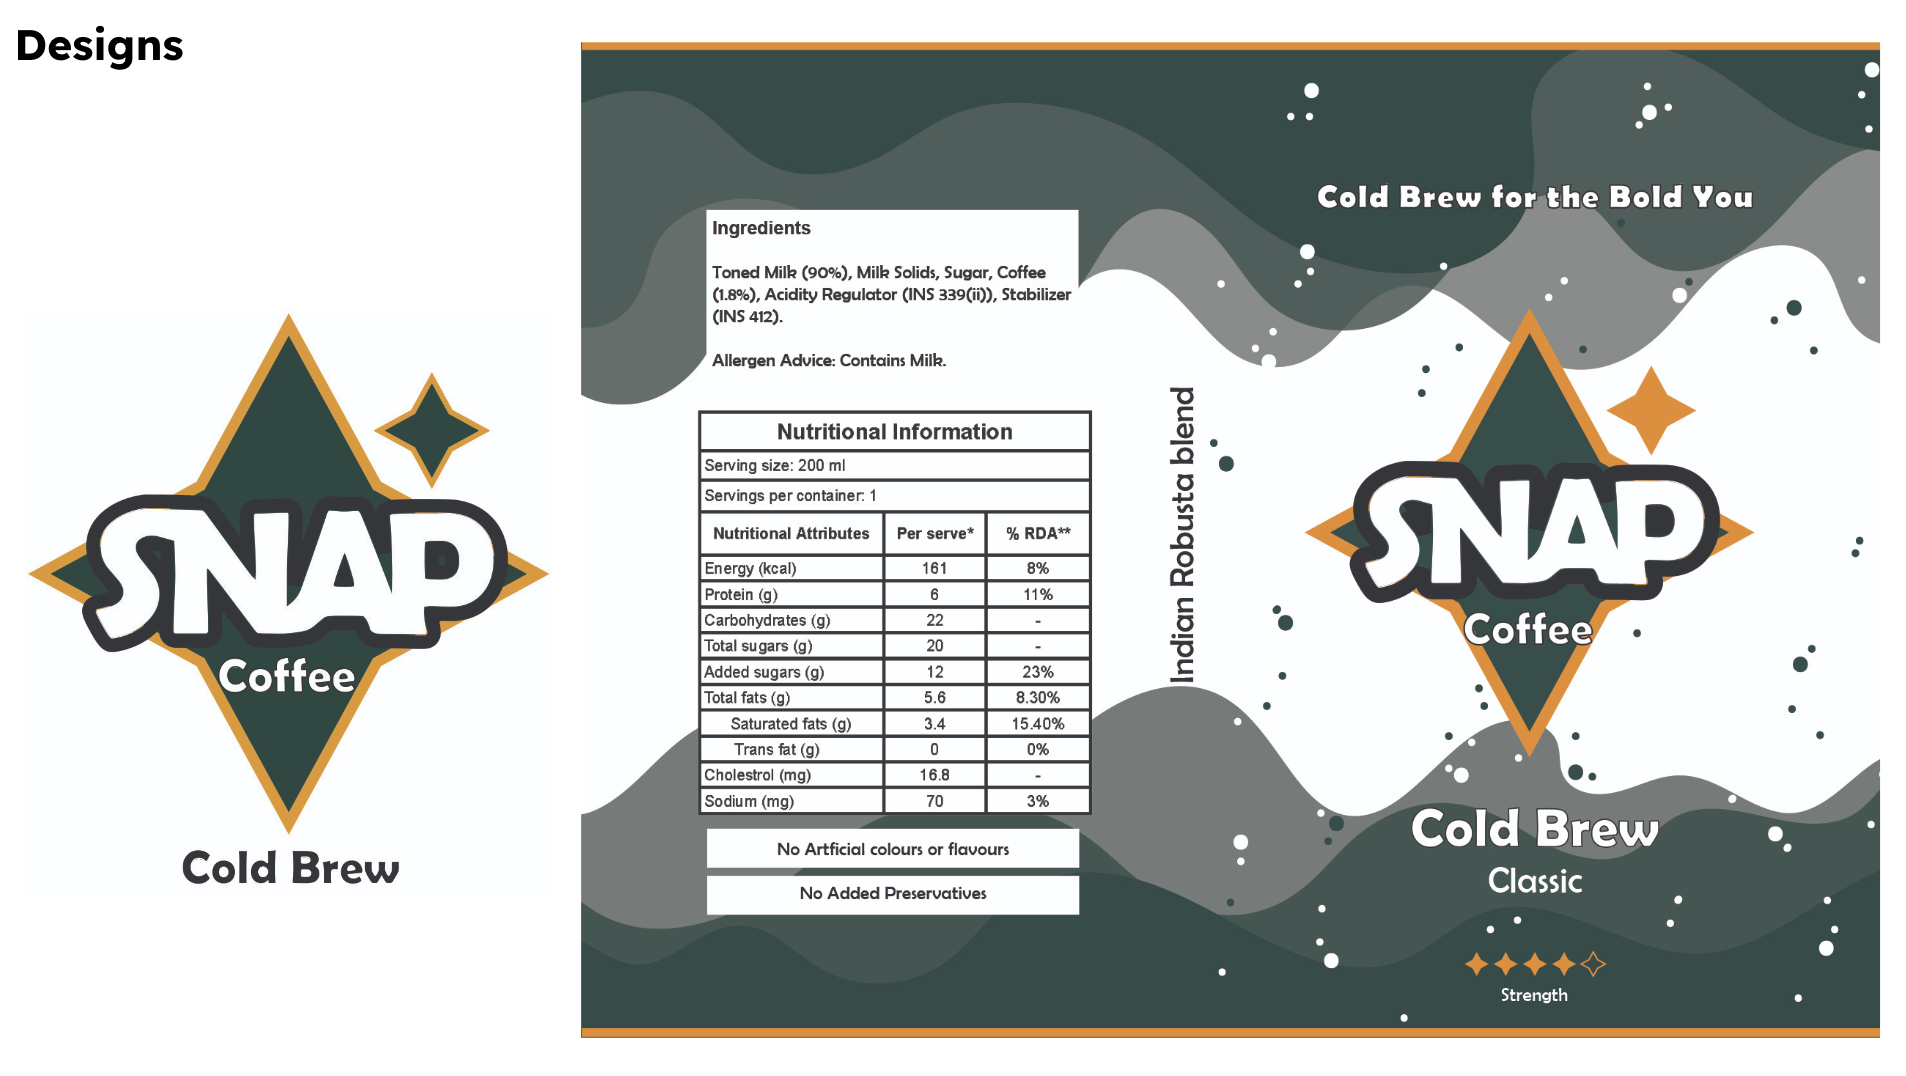 Designs
SNAP
Coffee
Cold Brew
Ingredients
Toned Milk (90%), Milk Solids, Sugar, Coffee
(1.8%), Acidity Regulator (INS 339(ii)), Stabilizer
(INS 412).
Allergen Advice: Contains Milk.
Nutritional Information
Serving size: 200 ml
Servings per container: 1
Nutritional Attributes Per serve* % RDA**
Energy (kcal) 161 8%
Protein (g) 6 11%
Carbohydrates (g) 22 -
Total sugars (g) 20 -
Added sugars (g) 12 23%
Total fats (g) 5.6 8.30%
Saturated fats (g) 3.4 15.40%
Trans fat (g) 0 0%
Cholestrol (mg) 16.8 -
Sodium (mg) 70 3%
No Artficial colours or flavours
No Added Preservatives
Indian Robusta blend
Cold Brew for the Bold You
SNAP
Coffee
Cold Brew
Classic
Strength